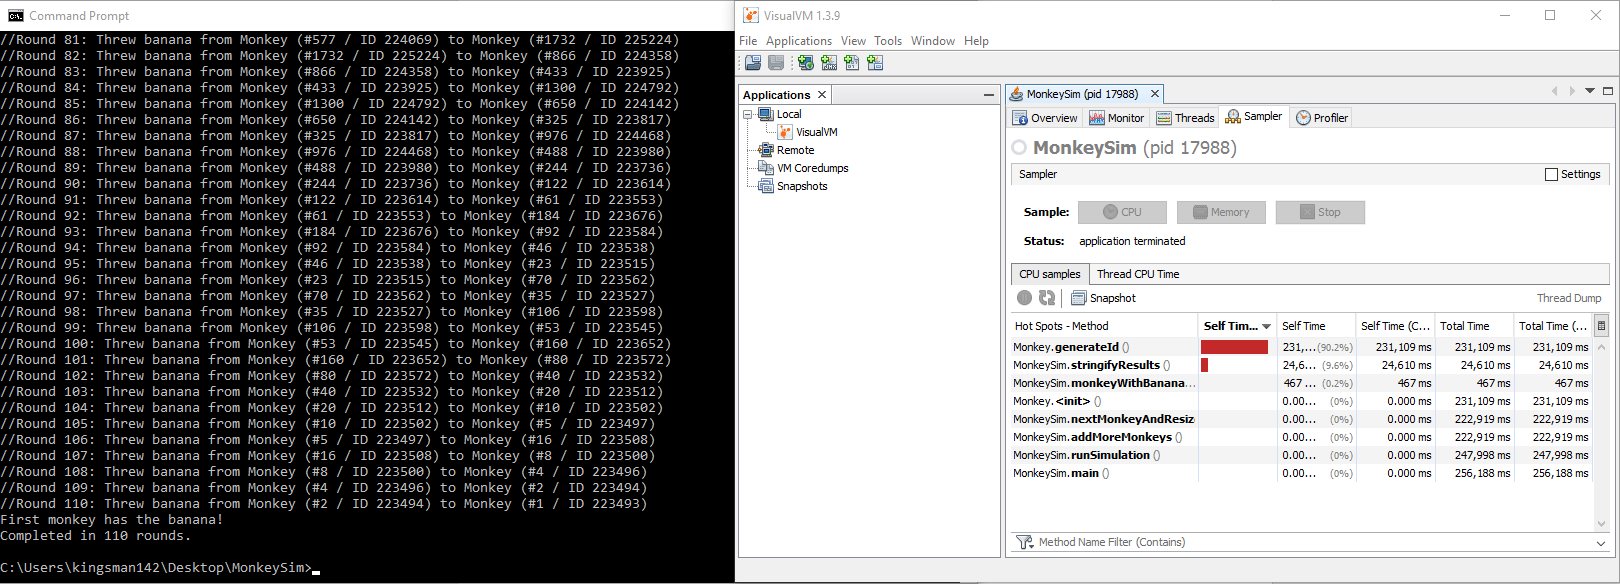 Command Prompt
//Round 81: Threw banana from Monkey (#577 / ID 224069) to Monkey (#1732 / ID 225224)
//Round 82: Threw banana from Monkey (#1732 / ID 225224) to Monkey (#866 / ID 224358)
//Round 83: Threw banana from Monkey (#866 / ID 224358) to Monkey (#433 / ID 223925)
//Round 84: Threw banana from Monkey (#433 / ID 223925) to Monkey (#1300 / ID 224792)
//Round 85: Threw banana from Monkey (#1300 / ID 224792) to Monkey (#650 / ID 224142)
//Round 86: Threw banana from Monkey (#650 / ID 224142) to Monkey (#325 / ID 223817)
//Round 87: Threw banana from Monkey (#325 / ID 223817) to Monkey (#976 / ID 224468)
//Round 88: Threw banana from Monkey (#976 / ID 224468) to Monkey (#488 / ID 223980)
//Round 89: Threw banana from Monkey (#488 / ID 223980) to Monkey (#244 / ID 223736)
//Round 90: Threw banana from Monkey (#244 / ID 223736) to Monkey (#122 / ID 223614)
//Round 91: Threw banana from Monkey (#122 / ID 223614) to Monkey (#61 / ID 223553)
//Round 92: Threw banana from Monkey (#61 / ID 223553) to Monkey (#184 / ID 223676)
//Round 93: Threw banana from Monkey (#184 / ID 223676) to Monkey (#92 / ID 223584)
//Round 94: Threw banana from Monkey (#92 / ID 223584) to Monkey (#46 / ID 223538)
//Round 95: Threw banana from Monkey (#46 / ID 223538) to Monkey (#23 / ID 223515)
//Round 96: Threw banana from Monkey (#23 / ID 223515) to Monkey (#70 / ID 223562)
//Round 97: Threw banana from Monkey (#70 / ID 223562) to Monkey (#35 / ID 223527)
//Round 98: Threw banana from Monkey (#35 / ID 223527) to Monkey (#106 / ID 223598)
//Round 99: Threw banana from Monkey (#106 / ID 223598) to Monkey (#53 / ID 223545)
//Round 100: Threw banana from Monkey (#53 / ID 223545) to Monkey (#160 / ID 223652)
//Round 101: Threw banana from Monkey (#160 / ID 223652) to Monkey (#80 / ID 223572)
//Round 102: Threw banana from Monkey (#80 / ID 223572) to Monkey (#40 / ID 223532)
//Round 103: Threw banana from Monkey (#40 / ID 223532) to Monkey (#20 / ID 223512)
//Round 104: Threw banana from Monkey (#20 / ID 223512) to Monkey (#10 / ID 223502)
//Round 105: Threw banana from Monkey (#10 / ID 223502) to Monkey (#5 / ID 223497)
//Round 106: Threw banana from Monkey (#5 / ID 223497) to Monkey (#16 / ID 223508)
//Round 107: Threw banana from Monkey (#16 / ID 223508) to Monkey (#8 / ID 223500)
//Round 108: Threw banana from Monkey (#8 / ID 223500) to Monkey (#4 / ID 223496)
//Round 109: Threw banana from Monkey (#4 / ID 223496) to Monkey (#2 / ID 223494)
//Round 110: Threw banana from Monkey (#2 / ID 223494) to Monkey (#1 / ID 223493)
First monkey has the banana!
Completed in 110 rounds.
C:\Users\kingsman142\Desktop\MonkeySim>
VisualVM 1.3.9
File Applications View Tools Window Help
Applications
Local
VisualVM
Remote
VM Coredumps
Snapshots
MonkeySim (pid 17988)
Overview Monitor Threads Sampler Profiler
MonkeySim (pid 17988)
Sampler Settings
Sample: CPU Memory Stop
Status: application terminated
CPU samples Thread CPU Time
Snapshot Thread Dump
Hot Spots - Method Self Tim... Self Time Self Time (C... Total Time Total Time (...
Monkey.generateId () 231,... (90.2%) 231,109 ms 231,109 ms 231,109 ms
MonkeySim.stringifyResults () 24,6... (9.6%) 24,610 ms 24,610 ms 24,610 ms
MonkeySim.monkeyWithBanana... 467 ... (0.2%) 467 ms 467 ms 467 ms
Monkey.<init> () 0.00... (0%) 0.000 ms 231,109 ms 231,109 ms
MonkeySim.nextMonkeyAndResize 0.00... (0%) 0.000 ms 222,919 ms 222,919 ms
MonkeySim.addMoreMonkeys () 0.00... (0%) 0.000 ms 222,919 ms 222,919 ms
MonkeySim.runSimulation () 0.00... (0%) 0.000 ms 247,998 ms 247,998 ms
MonkeySim.main () 0.00... (0%) 0.000 ms 256,188 ms 256,188 ms
Method Name Filter (Contains)